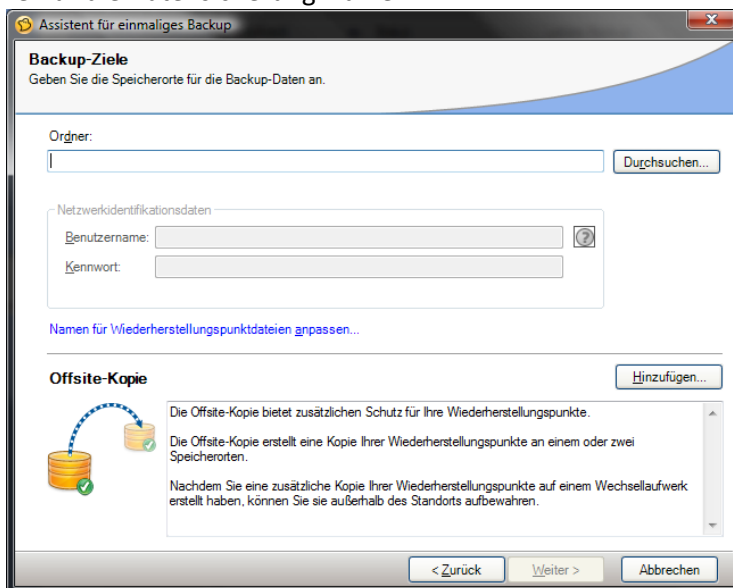 Assistent für einmaliges Backup
Backup-Ziele
Geben Sie die Speicherorte für die Backup-Daten an.
Ordner:
Durchsuchen...
Netzwerkidentifikationsdaten
Benutzername:
?
Kennwort:
Namen für Wiederherstellungspunktdateien anpassen...
Offsite-Kopie
Hinzufügen...
Die Offsite-Kopie bietet zusätzlichen Schutz für Ihre Wiederherstellungspunkte.
Die Offsite-Kopie erstellt eine Kopie Ihrer Wiederherstellungspunkte an einem oder zwei
Speicherorten.
Nachdem Sie eine zusätzliche Kopie Ihrer Wiederherstellungspunkte auf einem Wechsellaufwerk
erstellt haben, können Sie sie außerhalb des Standorts aufbewahren.
< Zurück
Weiter >
Abbrechen